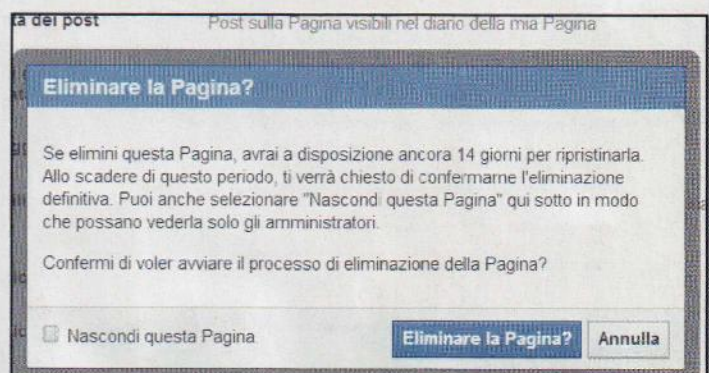 ta dei post Post sulla Pagina visibili nel diario della mia Pagina
Eliminare la Pagina?
Se elimini questa Pagina, avrai a disposizione ancora 14 giorni per ripristinarla.
Allo scadere di questo periodo, ti verrà chiesto di confermarne l'eliminazione
definitiva. Puoi anche selezionare "Nascondi questa Pagina" qui sotto in modo
che possano vederla solo gli amministratori.
Confermi di voler avviare il processo di eliminazione della Pagina?
Nascondi questa Pagina Eliminare la Pagina? Annulla